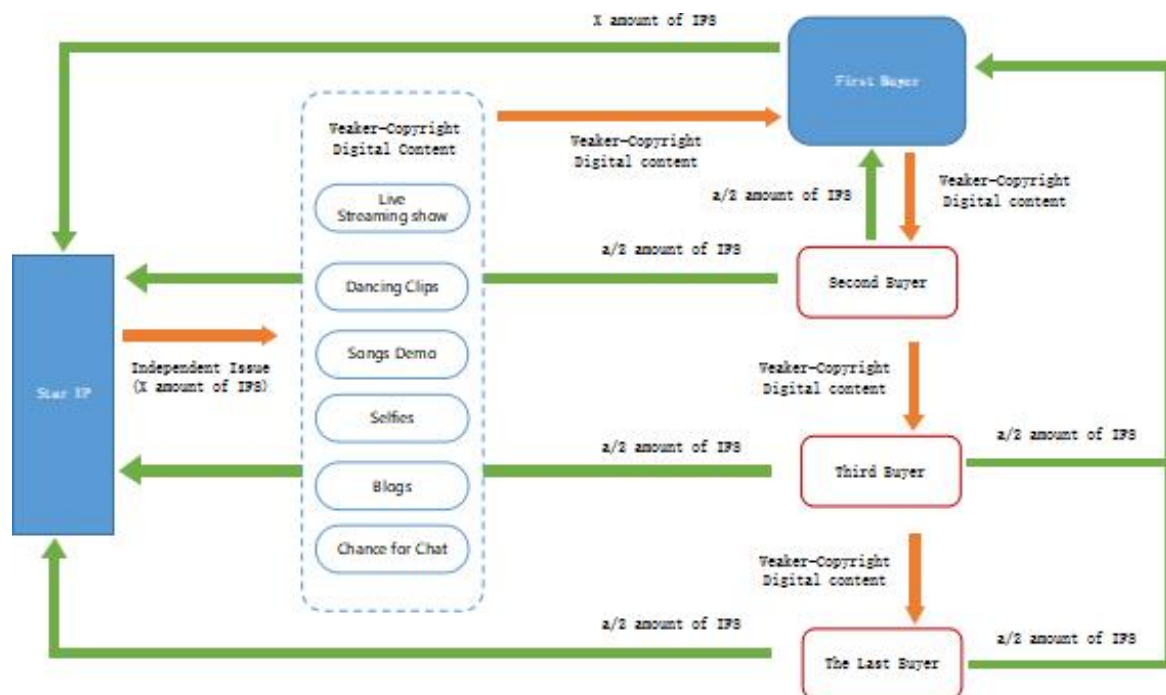 X amount of IPS
First Buyer
Weaker-Copyright
Digital Content
Weaker-Copyright
Digital content
Live
Streaming show
a/2 amount of IPS
Weaker-Copyright
Digital content
a/2 amount of IPS
Dancing Clips
Second Buyer
Independent Issue
(X amount of IPS)
Songs Demo
Star IP
Weaker-Copyright
Digital content
Selfies
a/2 amount of IPS
a/2 amount of IPS
Third Buyer
Blogs
Chance for Chat
Weaker-Copyright
Digital content
a/2 amount of IPS
a/2 amount of IPS
The Last Buyer